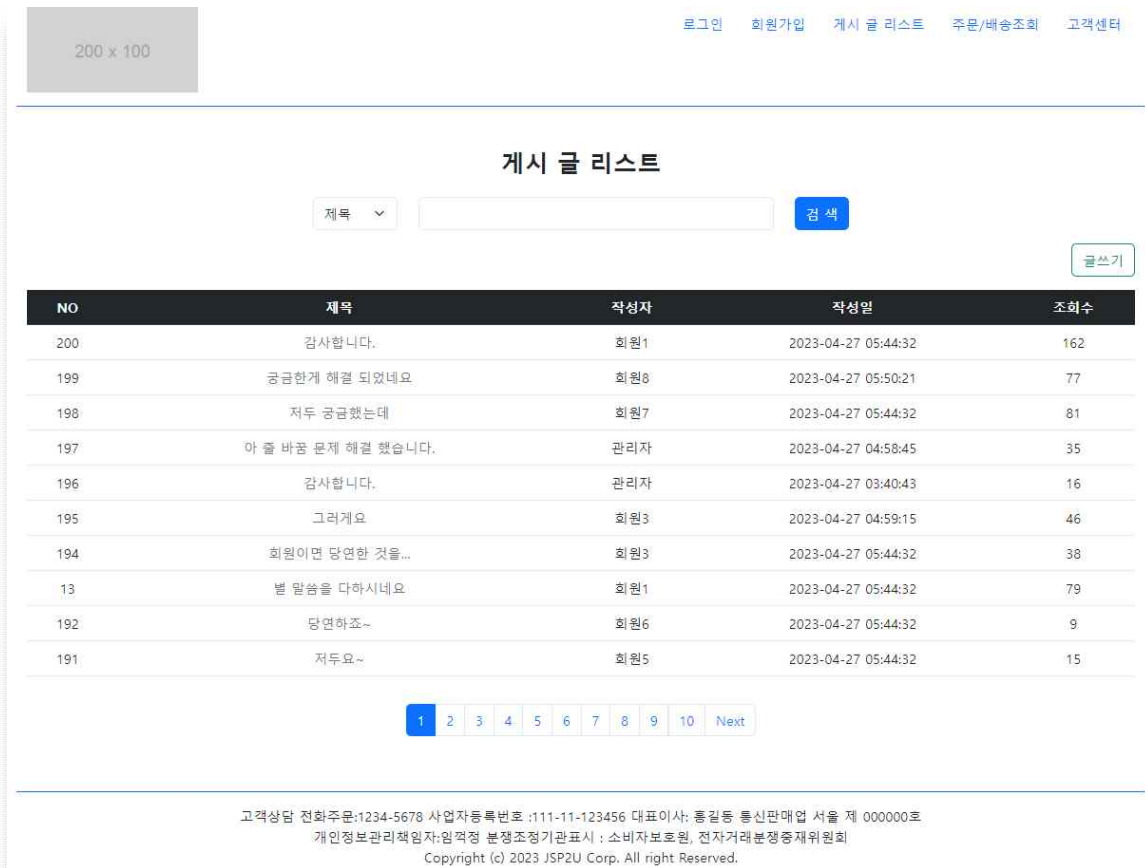 200 x 100
로그인 회원가입 게시 글 리스트 주문/배송조회 고객센터
게시 글 리스트
제목 검 색
글쓰기
NO 제목 작성자 작성일 조회수
200 감사합니다. 회원1 2023-04-27 05:44:32 162
199 궁금한게 해결 되었네요 회원8 2023-04-27 05:50:21 77
198 저두 궁금했는데 회원7 2023-04-27 05:44:32 81
197 아 줄 바꿈 문제 해결 했습니다. 관리자 2023-04-27 04:58:45 35
196 감사합니다. 관리자 2023-04-27 03:40:43 16
195 그러게요 회원3 2023-04-27 04:59:15 46
194 회원이면 당연한 것을... 회원3 2023-04-27 05:44:32 38
13 별 말씀을 다하시네요 회원1 2023-04-27 05:44:32 79
192 당연하죠~ 회원6 2023-04-27 05:44:32 9
191 저두요~ 회원5 2023-04-27 05:44:32 15
1 2 3 4 5 6 7 8 9 10 Next
고객상담 전화주문:1234-5678 사업자등록번호 :111-11-123456 대표이사: 홍길동 통신판매업 서울 제 000000호
개인정보관리책임자:임꺽정 분쟁조정기관표시 : 소비자보호원, 전자거래분쟁중재위원회
Copyright (c) 2023 JSP2U Corp. All right Reserved.